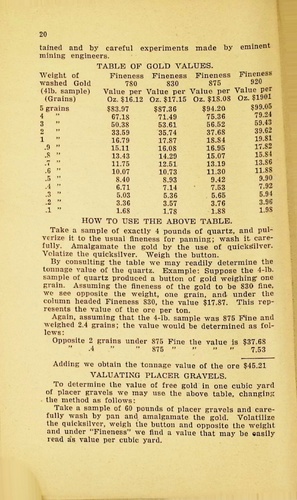 20
tained and by careful experiments made by eminent
mining engineers.
TABLE OF GOLD VALUES.
Weight of Fineness Fineness Fineness Fineness
washed Gold 780 830 875 920
(4lb. sample) Value per Value per Value per Value per
(Grains) Oz. $16.12 Oz. $17.15 Oz. $18.08 Oz. $1901
5 grains $83.97 $87.36 $94.20 $99.05
4 " 67.18 71.49 75.36 79.24
3 " 50.38 53.61 56.52 59.43
2 " 33.59 35.74 37.68 39.62
1 " 16.79 17.87 18.84 19.81
.9 " 15.11 16.08 16.95 17.82
.8 " 13.43 14.29 15.07 15.84
.7 " 11.75 12.51 13.19 13.86
.6 " 10.07 10.73 11.30 11.88
.5 " 8.40 8.93 9.42 9.90
.4 " 6.71 7.14 7.53 7.92
.3 " 5.03 5.36 5.65 5.94
.2 " 3.36 3.57 3.76 3.96
.1 " 1.68 1.78 1.88 1.98
HOW TO USE THE ABOVE TABLE.
Take a sample of exactly 4 pounds of quartz, and pul-
verize it to the usual fineness for panning; wash it care-
fully. Amalgamate the gold by the use of quicksilver.
Volatize the quicksilver. Weigh the button.
By consulting the table we may readily determine the
tonnage value of the quartz. Example: Suppose the 4-lb.
sample of quartz produced a button of gold weighing one
grain. Assuming the fineness of the gold to be 830 fine,
we see opposite the weight, one grain, and under the
column headed Fineness 830, the value $17.87. This rep-
resents the value of the ore per ton.
Again, assuming that the 4-lb. sample was 875 Fine and
weighed 2.4 grains; the value would be determined as fol-
lows:
Opposite 2 grains under 875 Fine the value is $37.68
" .4 " " 875 " " " " 7.53
Adding we obtain the tonnage value of the ore $45.21
VALUATING PLACER GRAVELS.
To determine the value of free gold in one cubic yard
of placer gravels we may use the above table, changing
the method as follows:
Take a sample of 60 pounds of placer gravels and care-
fully wash by pan and amalgamate the gold. Volatilize
the quicksilver, weigh the button and opposite the weight
and under "Fineness" we find a value that may be easily
read as value per cubic yard.